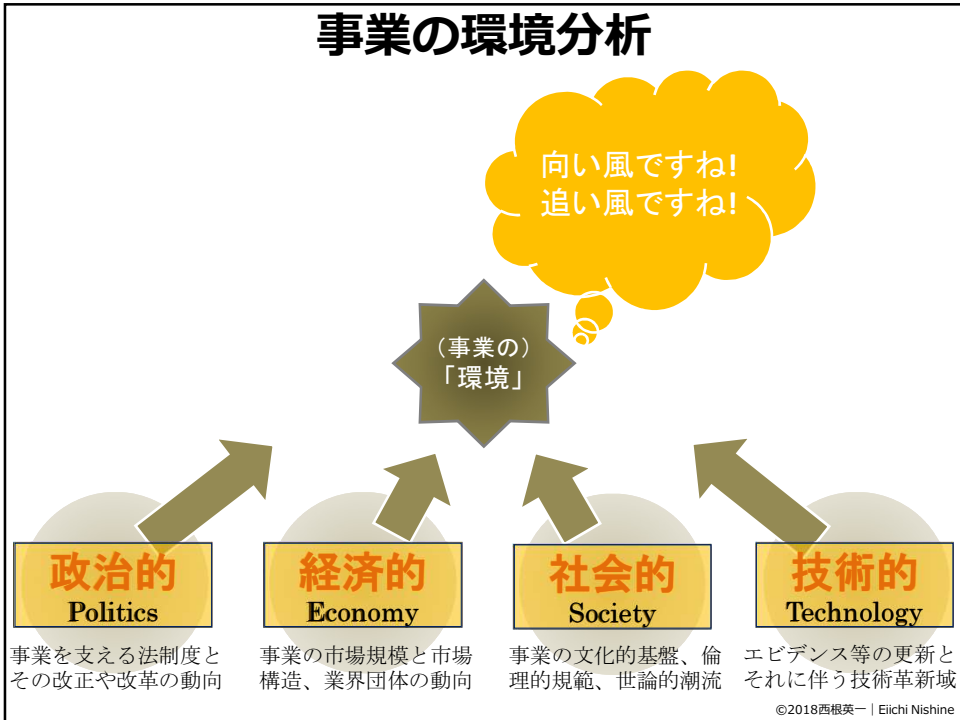 事業の環境分析
向い風ですね!
追い風ですね!
（事業の）
「環境」
政治的
Politics
事業を支える法制度と
その改正や改革の動向
経済的
Economy
事業の市場規模と市場
構造、業界団体の動向
社会的
Society
事業の文化的基盤、倫
理的規範、世論的潮流
技術的
Technology
エビデンス等の更新と
それに伴う技術革新域
©2018西根英一｜Eiichi Nishine